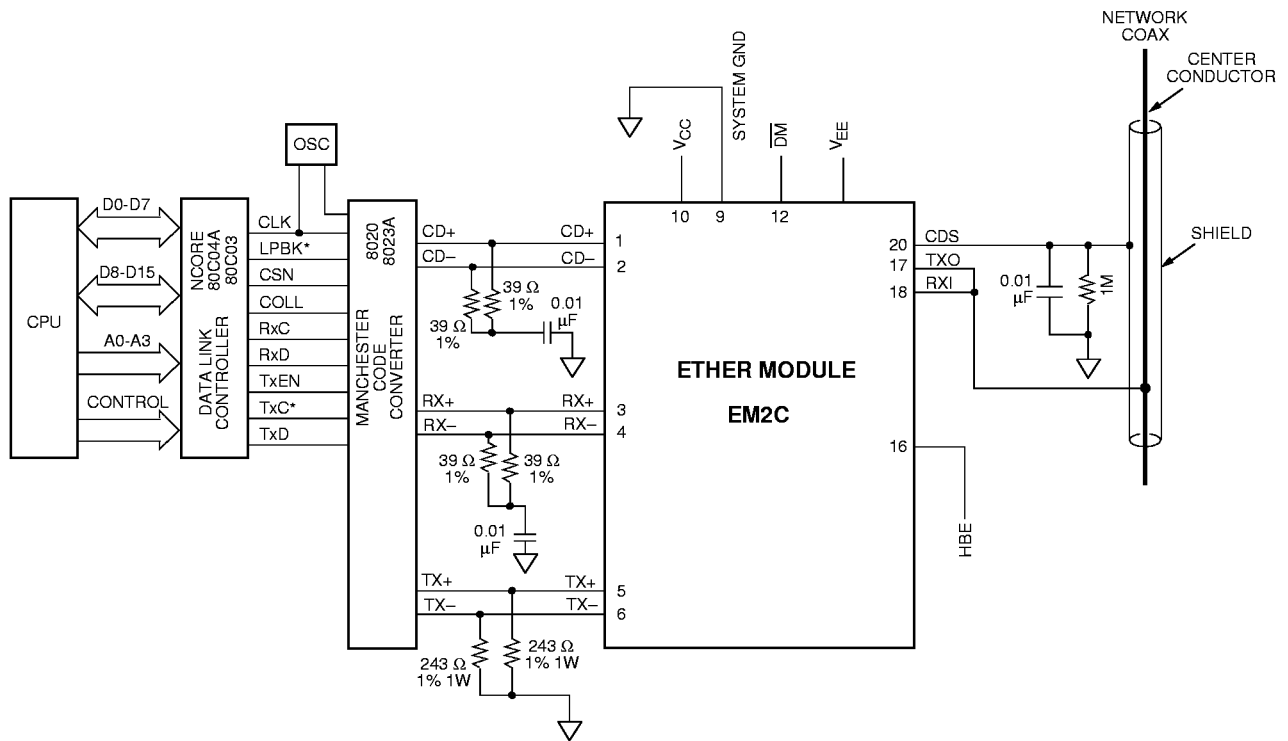 NETWORK
COAX
CENTER
CONDUCTOR
SHIELD
SYSTEM GND
VCC
DM
VEE
10
9
12
OSC
CPU
D0-D7
D8-D15
A0-A3
CONTROL
NCORE
80C04A
80C03
DATA LINK
CONTROLLER
CLK
LPBK*
CSN
COLL
RxC
RxD
TxEN
TxC*
TxD
8020
8023A
MANCHESTER
CODE
CONVERTER
CD+
CD+
1
CD–
CD–
2
39 Ω
1%
39 Ω
1%
0.01
µF
RX+
RX+
3
RX–
RX–
4
39 Ω
1%
39 Ω
1%
0.01
µF
TX+
TX+
5
TX–
TX–
6
243 Ω
1% 1W
243 Ω
1% 1W
ETHER MODULE
EM2C
20
CDS
17
TXO
18
RXI
0.01
µF
1M
16
HBE